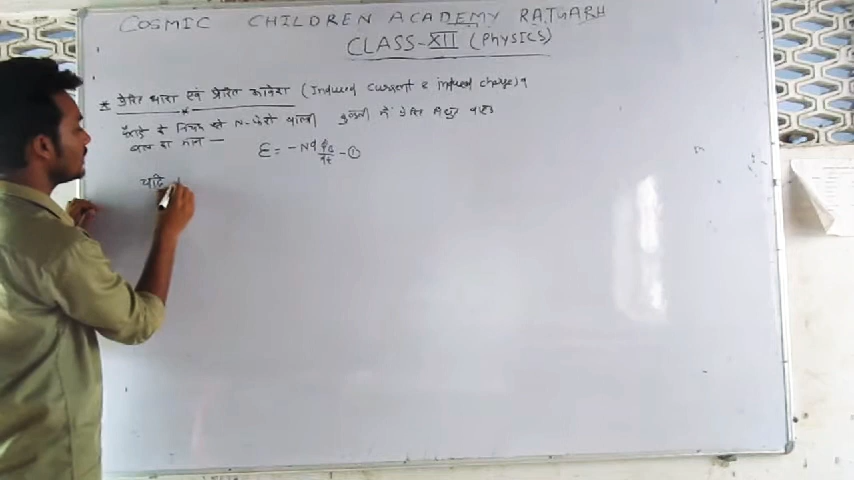 COSMIC CHILDREN ACADEMY RAJGARH
CLASS-XII (PHYSICS)
* प्रेरित धारा एवं प्रेरित आवेश (Induced current & induced charge)
फैराडे के नियम से N-फेरो वाली कुण्डली में प्रेरित विद्युत वाहक
बल का मान —
ε = -N dφB/dt -①
यदि